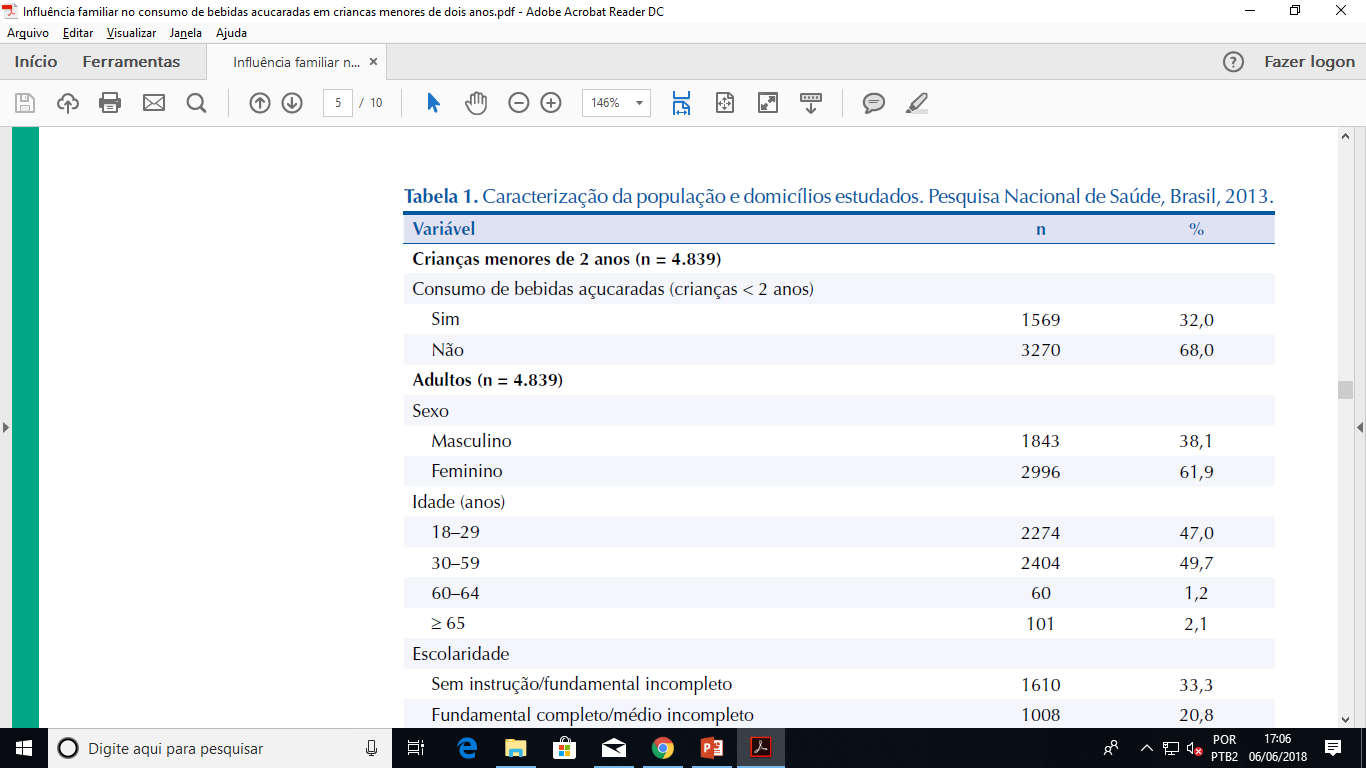 Influência familiar no consumo de bebidas acucaradas em criancas menores de dois anos.pdf - Adobe Acrobat Reader DC
Arquivo Editar Visualizar Janela Ajuda
Início Ferramentas Influência familiar n... × ? Fazer logon
5 / 10 146%
Tabela 1. Caracterização da população e domicílios estudados. Pesquisa Nacional de Saúde, Brasil, 2013.
Variável n %
Crianças menores de 2 anos (n = 4.839)
Consumo de bebidas açucaradas (crianças < 2 anos)
Sim 1569 32,0
Não 3270 68,0
Adultos (n = 4.839)
Sexo
Masculino 1843 38,1
Feminino 2996 61,9
Idade (anos)
18–29 2274 47,0
30–59 2404 49,7
60–64 60 1,2
≥ 65 101 2,1
Escolaridade
Sem instrução/fundamental incompleto 1610 33,3
Fundamental completo/médio incompleto 1008 20,8
Digite aqui para pesquisar POR 17:06
PTB2 06/06/2018